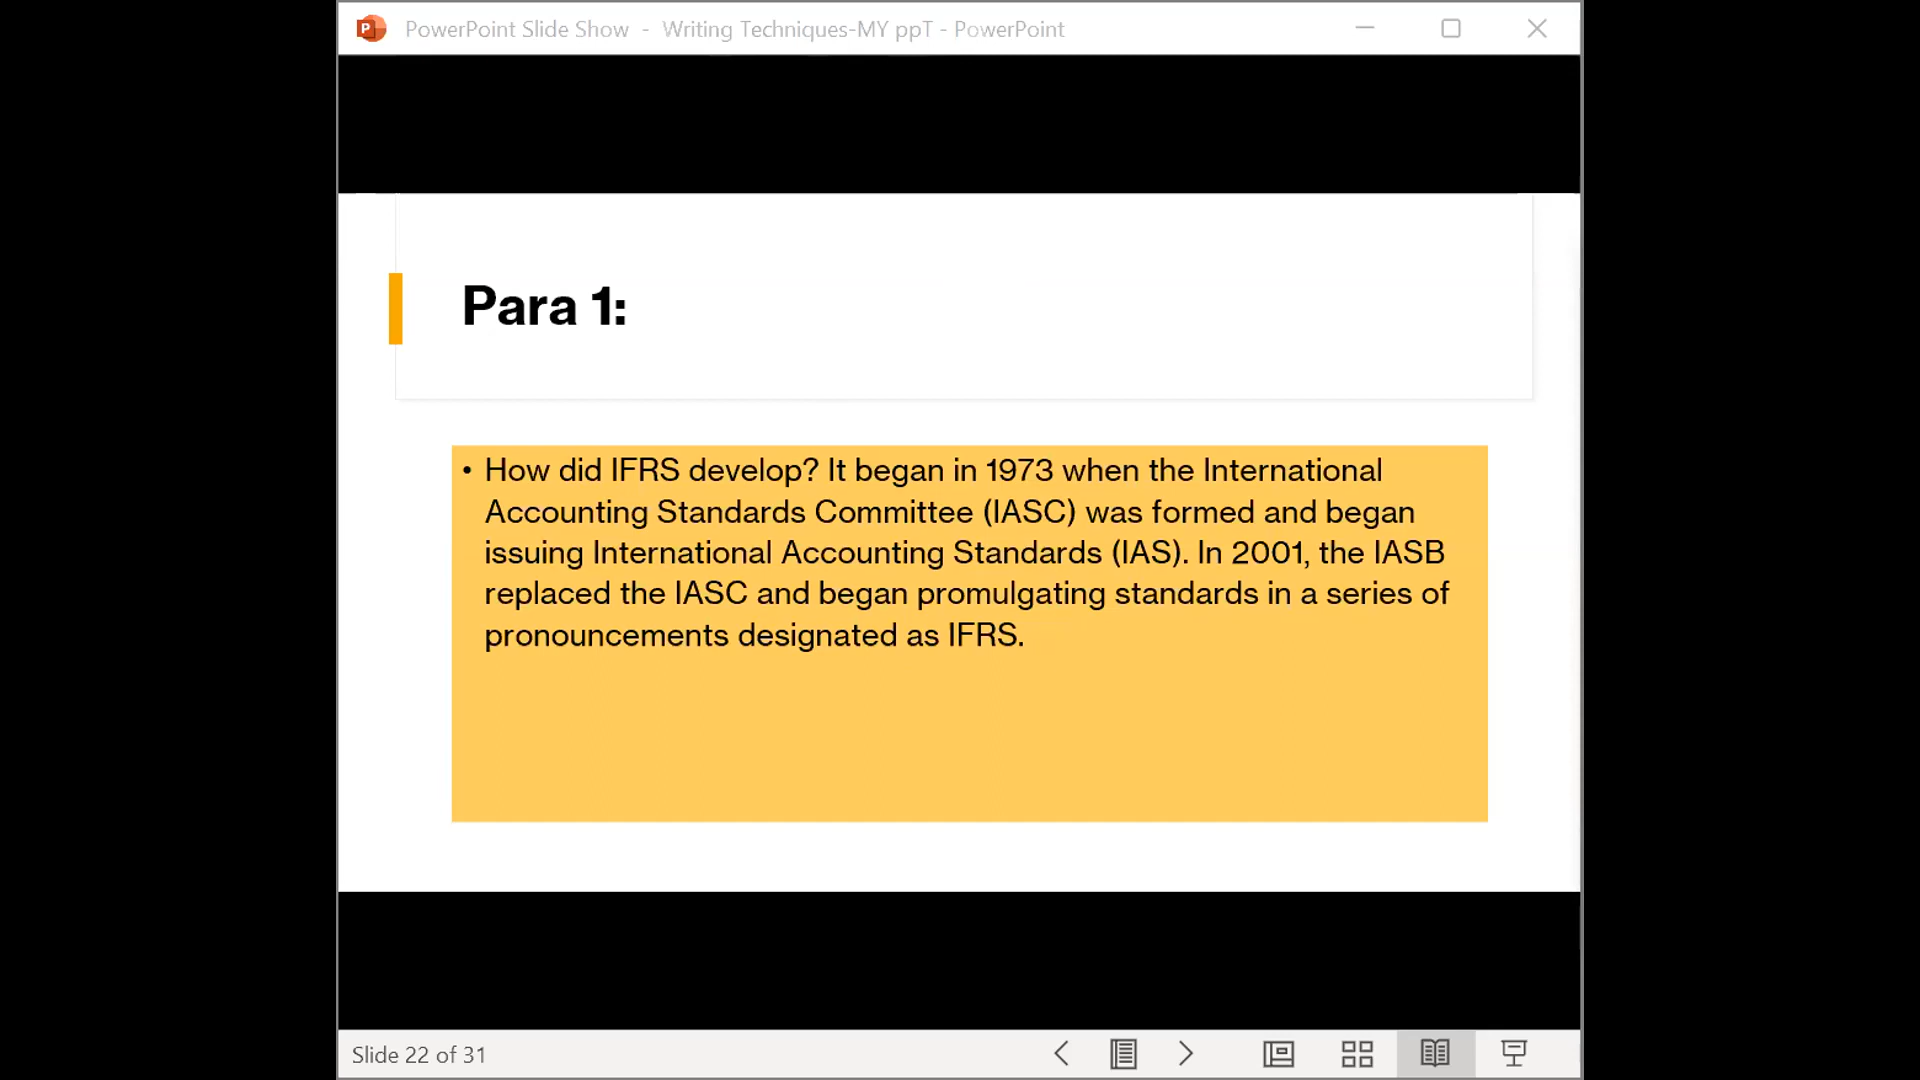 PowerPoint Slide Show - Writing Techniques-MY ppT - PowerPoint
Para 1:
• How did IFRS develop? It began in 1973 when the International
Accounting Standards Committee (IASC) was formed and began
issuing International Accounting Standards (IAS). In 2001, the IASB
replaced the IASC and began promulgating standards in a series of
pronouncements designated as IFRS.
Slide 22 of 31